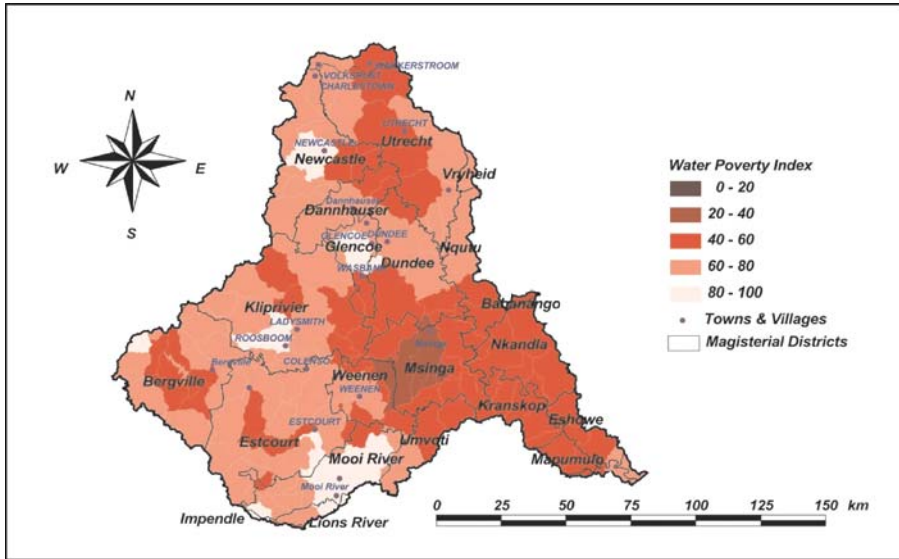 WAKKERSTROOM
VOLKSRUST
CHARLESTOWN
N
UTRECHT
Utrecht
NEWCASTLE
Newcastle
W
E
S
Water Poverty Index
0 - 20
20 - 40
40 - 60
60 - 80
80 - 100
Towns & Villages
Magisterial Districts
Vryheid
Dannhauser
Dannhauser
GLENCOE
DUNDEE
Glencoe
Dundee
Nqutu
WASBANK
Kliprivier
Babanango
LADYSMITH
ROOSBOOM
Nkandla
Msinga
Bergville
COLENSO
Bergville
Weenen
WEENEN
Kranskop
Eshowe
ESTCOURT
Estcourt
Umvoti
Mooi River
Mapumulo
Mooi River
Impendle
Lions River
0 25 50 75 100 125 150 km